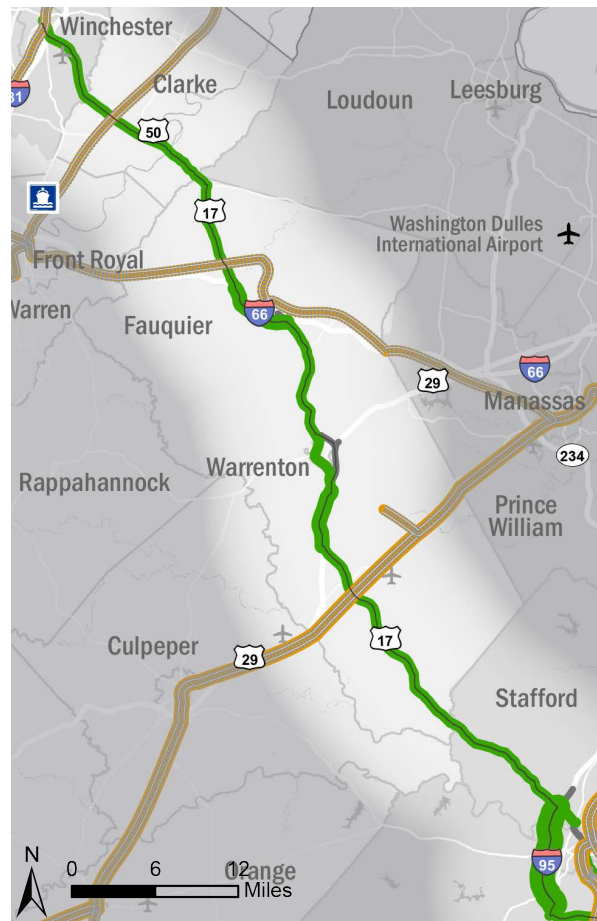 Winchester
Clarke
Leesburg
81
Loudoun
50
17
Washington Dulles
International Airport
Front Royal
Warren
66
Fauquier
66
29
Manassas
234
Warrenton
Rappahannock
Prince
William
17
Culpeper
29
Stafford
95
N
0 6 12
Orange
Miles